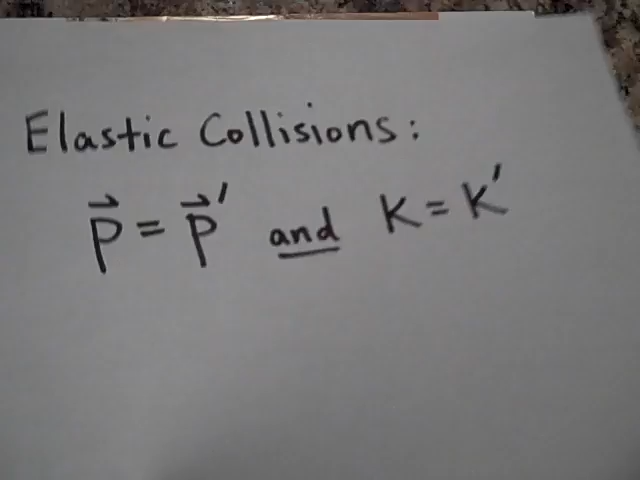 Elastic Collisions:
p⃗ = p⃗' and K = K'